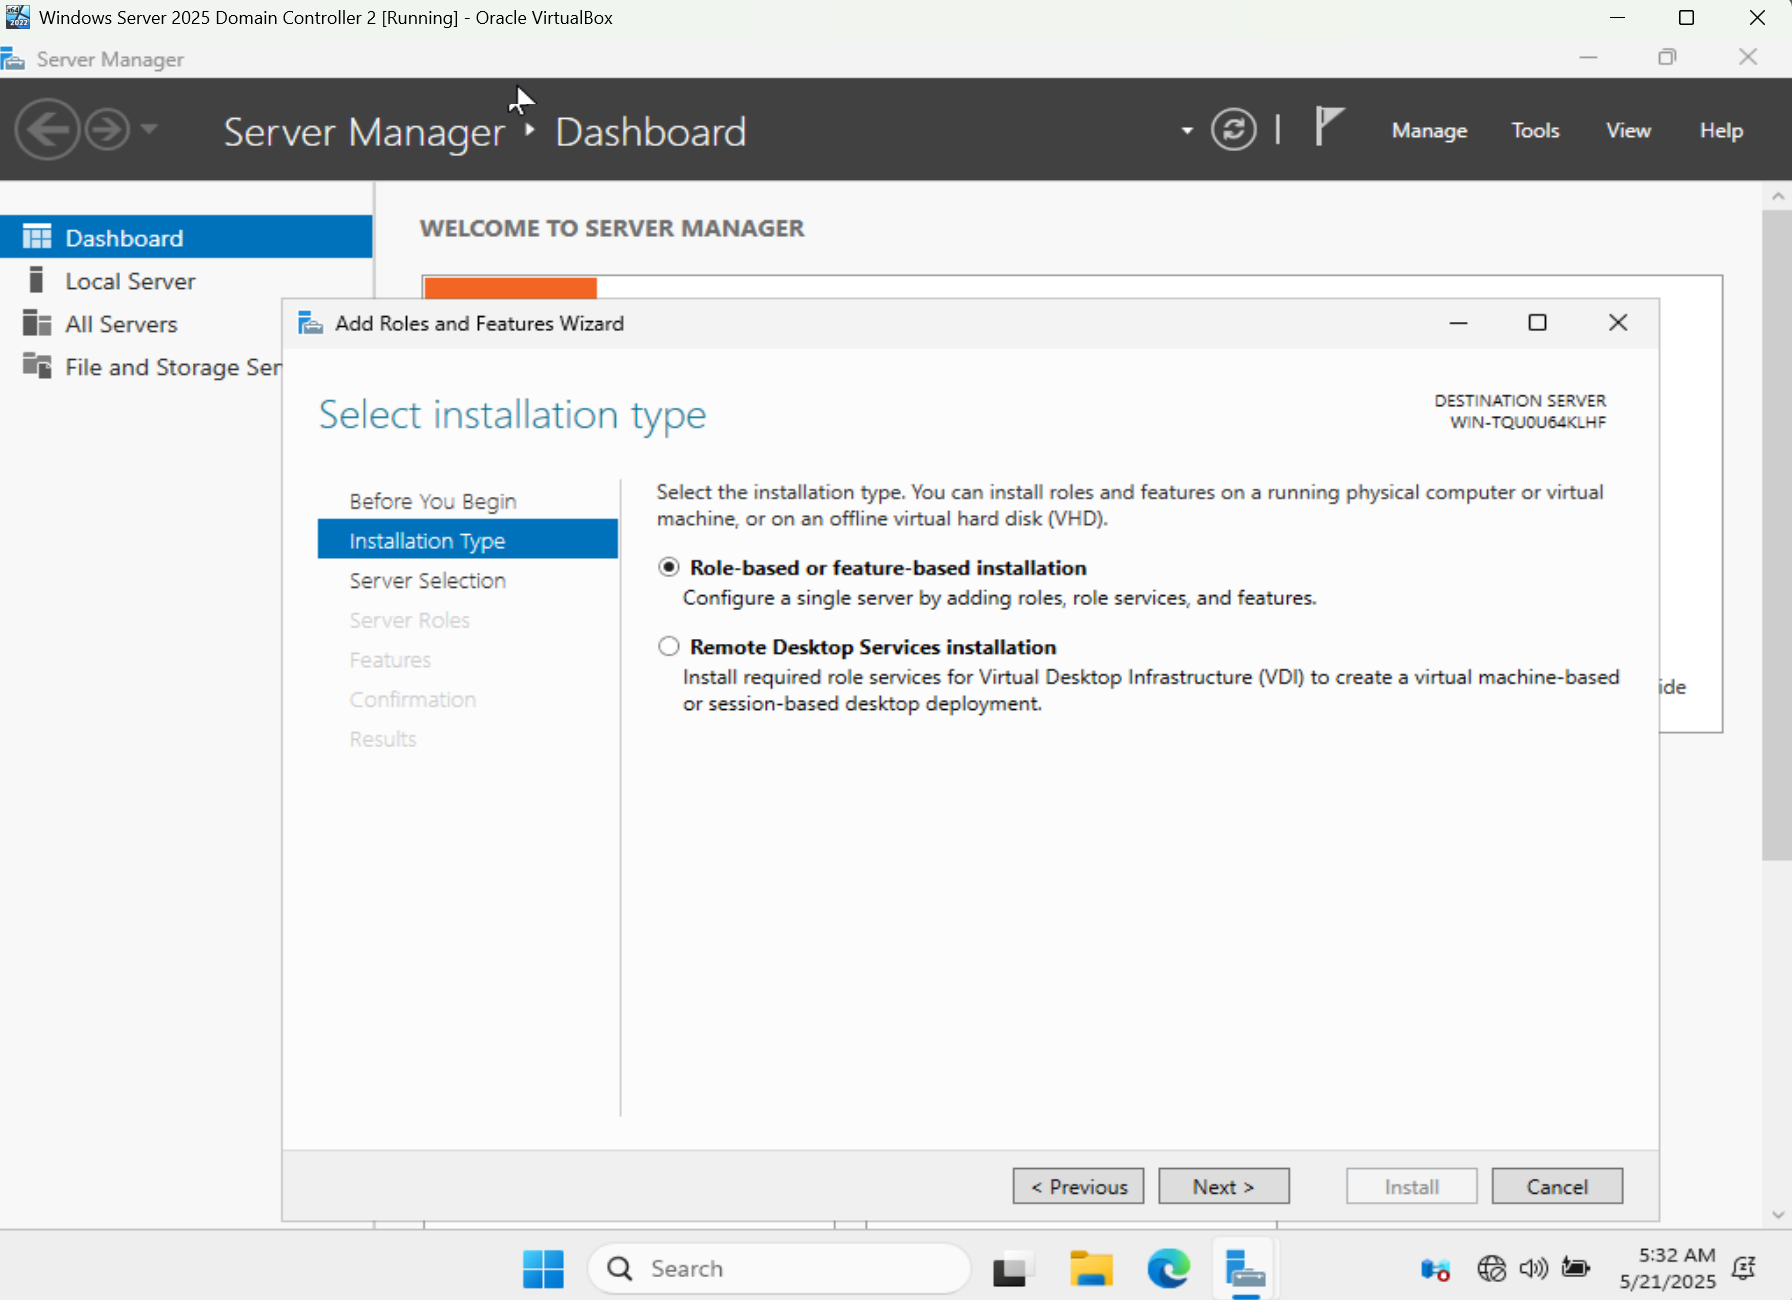 Windows Server 2025 Domain Controller 2 [Running] - Oracle VirtualBox
Server Manager
Server Manager ‣ Dashboard
Manage Tools View Help
Dashboard
Local Server
All Servers
File and Storage Ser
WELCOME TO SERVER MANAGER
Add Roles and Features Wizard
Select installation type
DESTINATION SERVER
WIN-TQU0U64KLHF
Before You Begin
Installation Type
Server Selection
Server Roles
Features
Confirmation
Results
Select the installation type. You can install roles and features on a running physical computer or virtual
machine, or on an offline virtual hard disk (VHD).
Role-based or feature-based installation
Configure a single server by adding roles, role services, and features.
Remote Desktop Services installation
Install required role services for Virtual Desktop Infrastructure (VDI) to create a virtual machine-based
or session-based desktop deployment.
ide
< Previous
Next >
Install
Cancel
Search
5:32 AM
5/21/2025